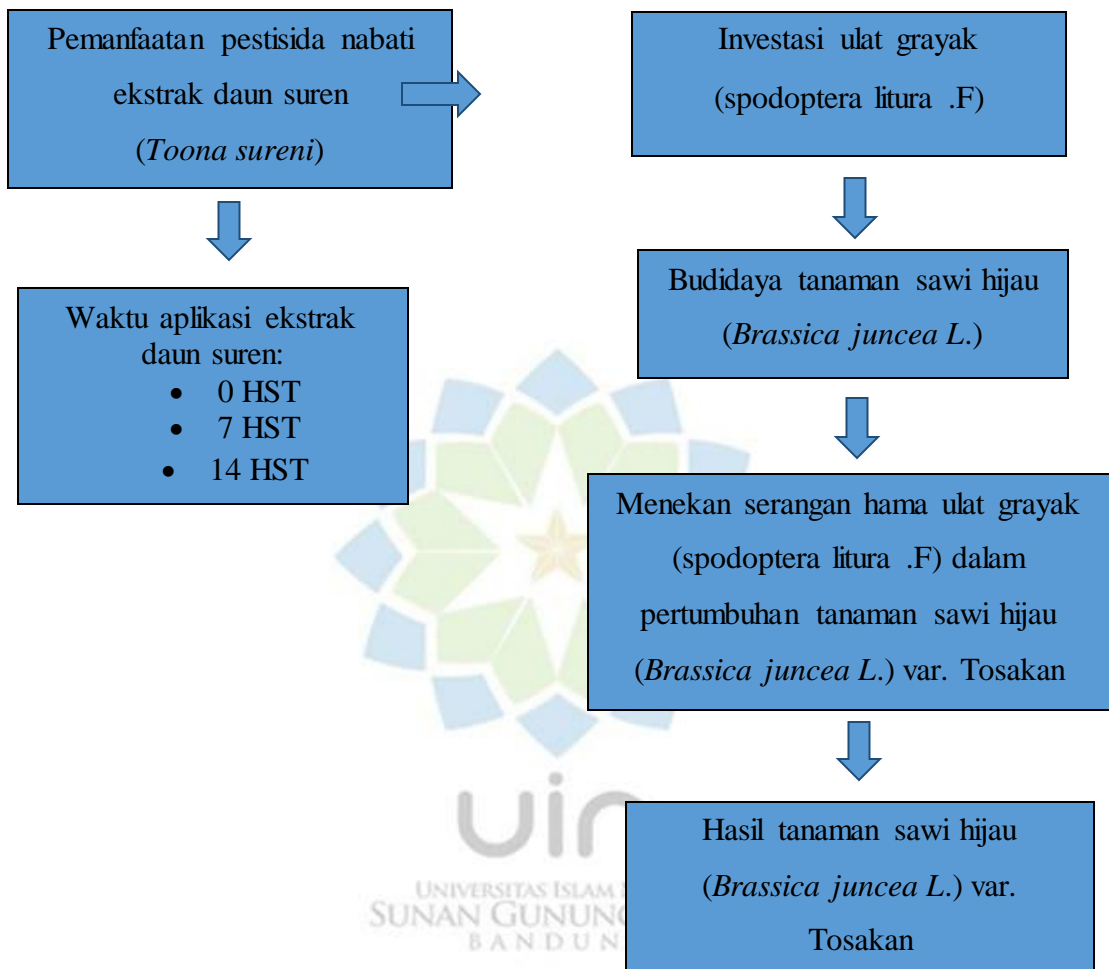 Pemanfaatan pestisida nabati
ekstrak daun suren
(Toona sureni)
Waktu aplikasi ekstrak
daun suren:
• 0 HST
• 7 HST
• 14 HST
Investasi ulat grayak
(spodoptera litura .F)
Budidaya tanaman sawi hijau
(Brassica juncea L.)
Menekan serangan hama ulat grayak
(spodoptera litura .F) dalam
pertumbuhan tanaman sawi hijau
(Brassica juncea L.) var. Tosakan
Hasil tanaman sawi hijau
(Brassica juncea L.) var.
Tosakan
UNIVERSITAS ISLAM
SUNAN